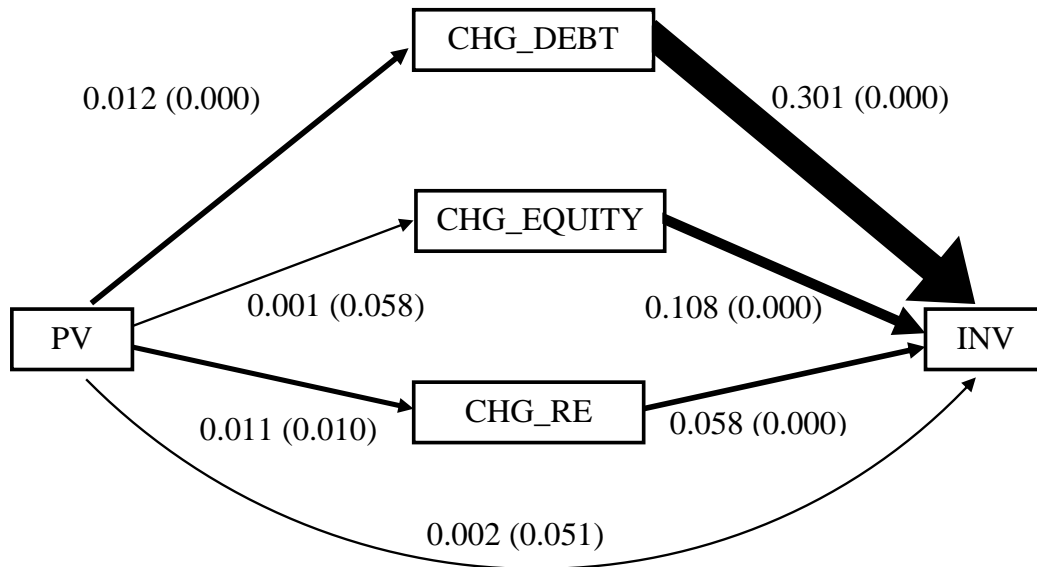 CHG_DEBT
0.012 (0.000)
0.301 (0.000)
CHG_EQUITY
0.001 (0.058)
0.108 (0.000)
PV
INV
CHG_RE
0.011 (0.010)
0.058 (0.000)
0.002 (0.051)